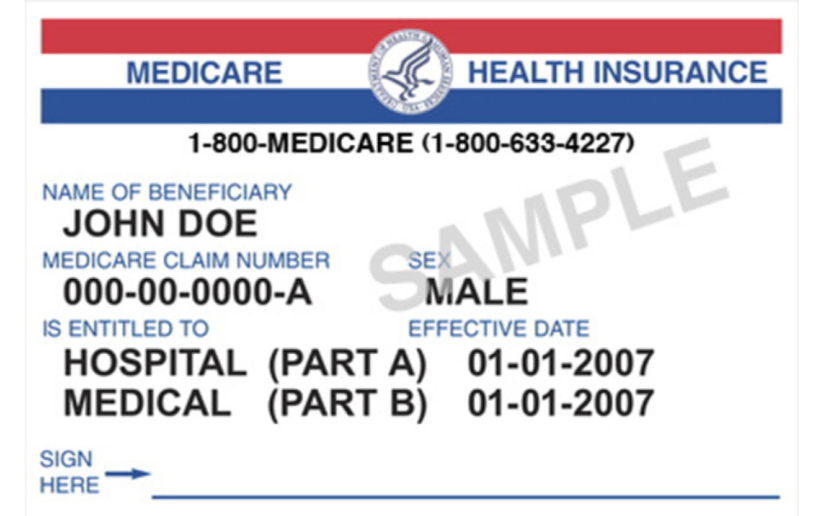 MEDICARE HEALTH INSURANCE
1-800-MEDICARE (1-800-633-4227)
NAME OF BENEFICIARY
JOHN DOE
MEDICARE CLAIM NUMBER SEX
000-00-0000-A MALE
IS ENTITLED TO EFFECTIVE DATE
HOSPITAL (PART A) 01-01-2007
MEDICAL (PART B) 01-01-2007
SIGN
HERE
SAMPLE